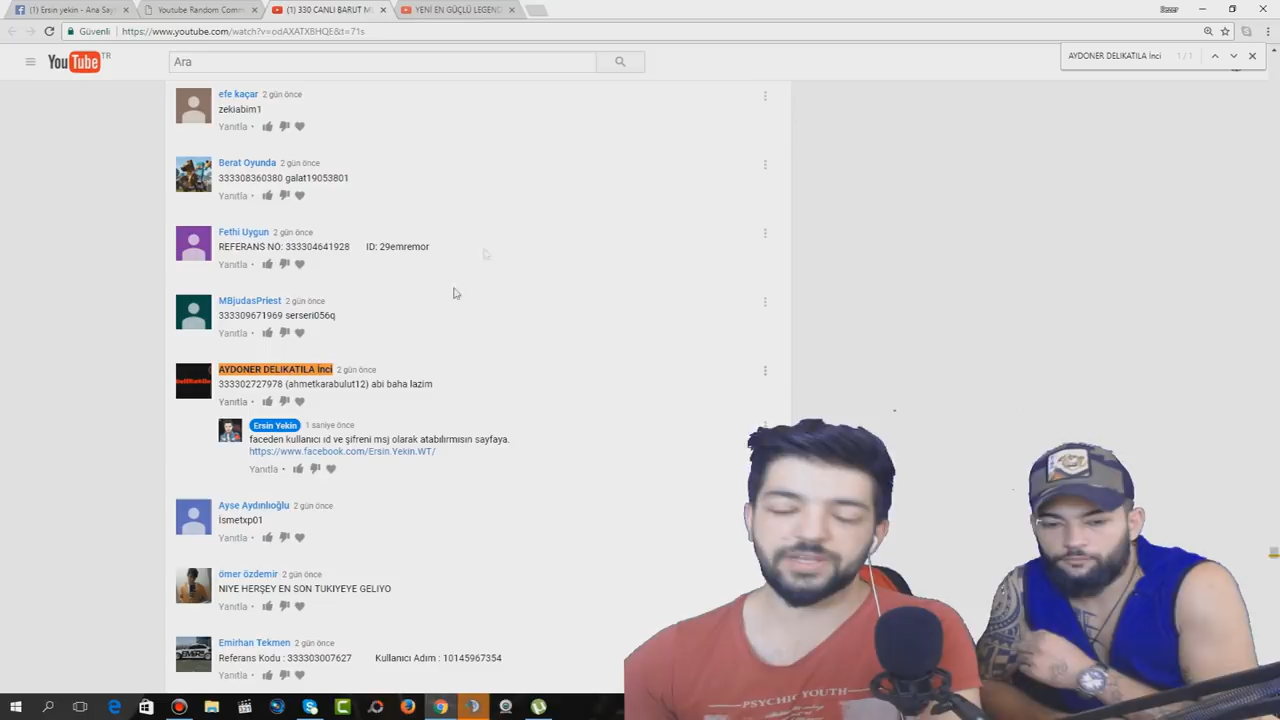 (1) Ersin yekin - Ana Say
Youtube Random Comm
(1) 330 CANLI BARUT M
YENİ EN GÜÇLÜ LEGEND
Güvenli
https://www.youtube.com/watch?v=odAXATXBHQE&t=71s
YouTube TR
Ara
AYDONER DELIKATILA İnci 1/1
efe kaçar 2 gün önce
zekiabim1
Yanıtla •
Berat Oyunda 2 gün önce
333308360380 galat19053801
Yanıtla •
Fethi Uygun 2 gün önce
REFERANS NO: 333304641928 ID: 29emremor
Yanıtla •
MBjudasPriest 2 gün önce
333309671969 serseri056q
Yanıtla •
AYDONER DELIKATILA İnci 2 gün önce
333302727978 (ahmetkarabulut12) abi baha lazim
Yanıtla •
Ersin Yekin 1 saniye önce
faceden kullanıcı ıd ve şifreni msj olarak atabılırmısın sayfaya.
https://www.facebook.com/Ersin.Yekin.WT/
Yanıtla •
Ayse Aydınlıoğlu 2 gün önce
İsmetxp01
Yanıtla •
ömer özdemir 2 gün önce
NIYE HERŞEY EN SON TUKIYEYE GELIYO
Yanıtla •
Emirhan Tekmen 2 gün önce
Referans Kodu : 333303007627 Kullanıcı Adım : 10145967354
Yanıtla •
PSYCHIC YOUTH